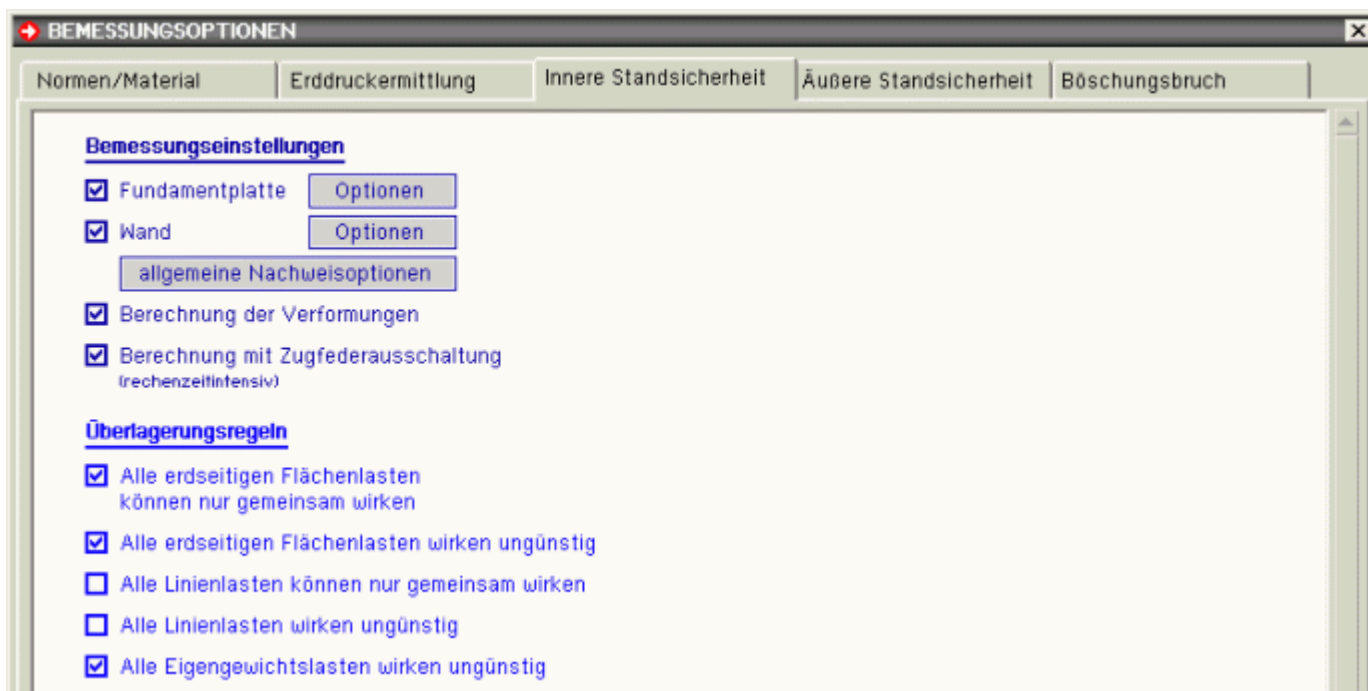 BEMESSUNGSOPTIONEN
Normen/Material Erddruckermittlung Innere Standsicherheit Äußere Standsicherheit Böschungsbruch
Bemessungseinstellungen
Fundamentplatte Optionen
Wand Optionen
allgemeine Nachweisoptionen
Berechnung der Verformungen
Berechnung mit Zugfederausschaltung
(rechenzeitintensiv)
Überlagerungsregeln
Alle erdseitigen Flächenlasten
können nur gemeinsam wirken
Alle erdseitigen Flächenlasten wirken ungünstig
Alle Linienlasten können nur gemeinsam wirken
Alle Linienlasten wirken ungünstig
Alle Eigengewichtslasten wirken ungünstig